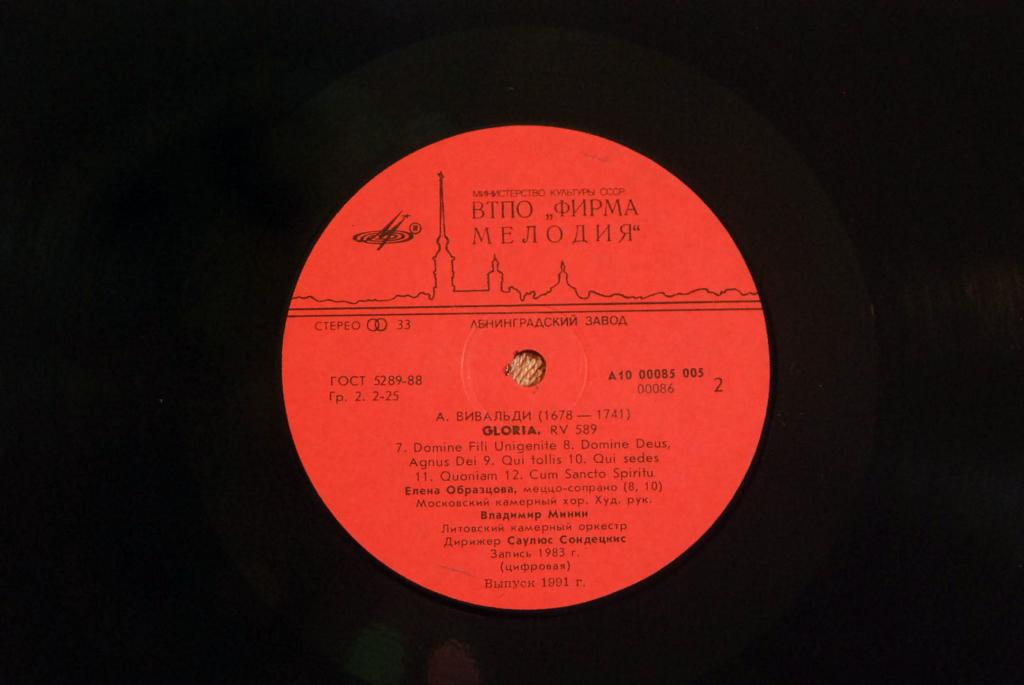 МИНИСТЕРСТВО КУЛЬТУРЫ СССР
ВТПО „ФИРМА
МЕЛОДИЯ“
®
СТЕРЕО 33
ЛЕНИНГРАДСКИЙ ЗАВОД
ГОСТ 5289-88
Гр. 2. 2-25
А10 00085 005
00086
2
А. ВИВАЛЬДИ (1678 — 1741)
GLORIA, RV 589
7. Domine Fili Unigenite 8. Domine Deus,
Agnus Dei 9. Qui tollis 10. Qui sedes
11. Quoniam 12. Cum Sancto Spiritu
Елена Образцова, меццо-сопрано (8, 10)
Московский камерный хор. Худ. рук.
Владимир Минин
Литовский камерный оркестр
Дирижер Саулюс Сондецкис
Запись 1983 г.
(цифровая)
Выпуск 1991 г.